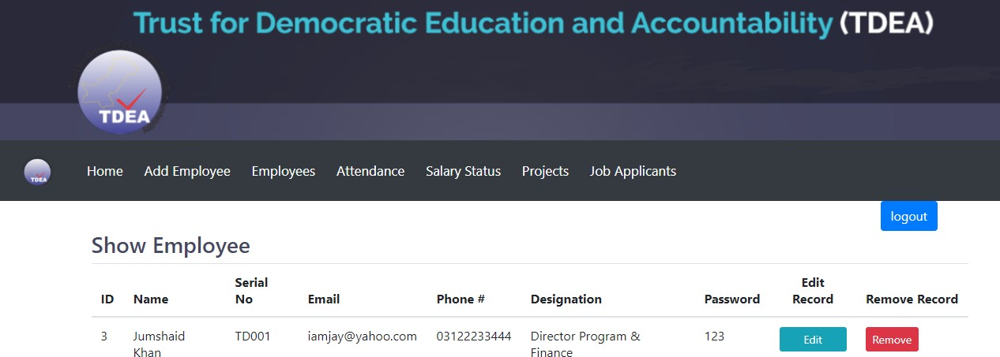 Trust for Democratic Education and Accountability (TDEA)
TDEA
TDEA
Home Add Employee Employees Attendance Salary Status Projects Job Applicants
logout
Show Employee
ID Name Serial No Email Phone # Designation Password Edit Record Remove Record
3 Jumshaid Khan TD001 iamjay@yahoo.com 03122233444 Director Program & Finance 123 Edit Remove